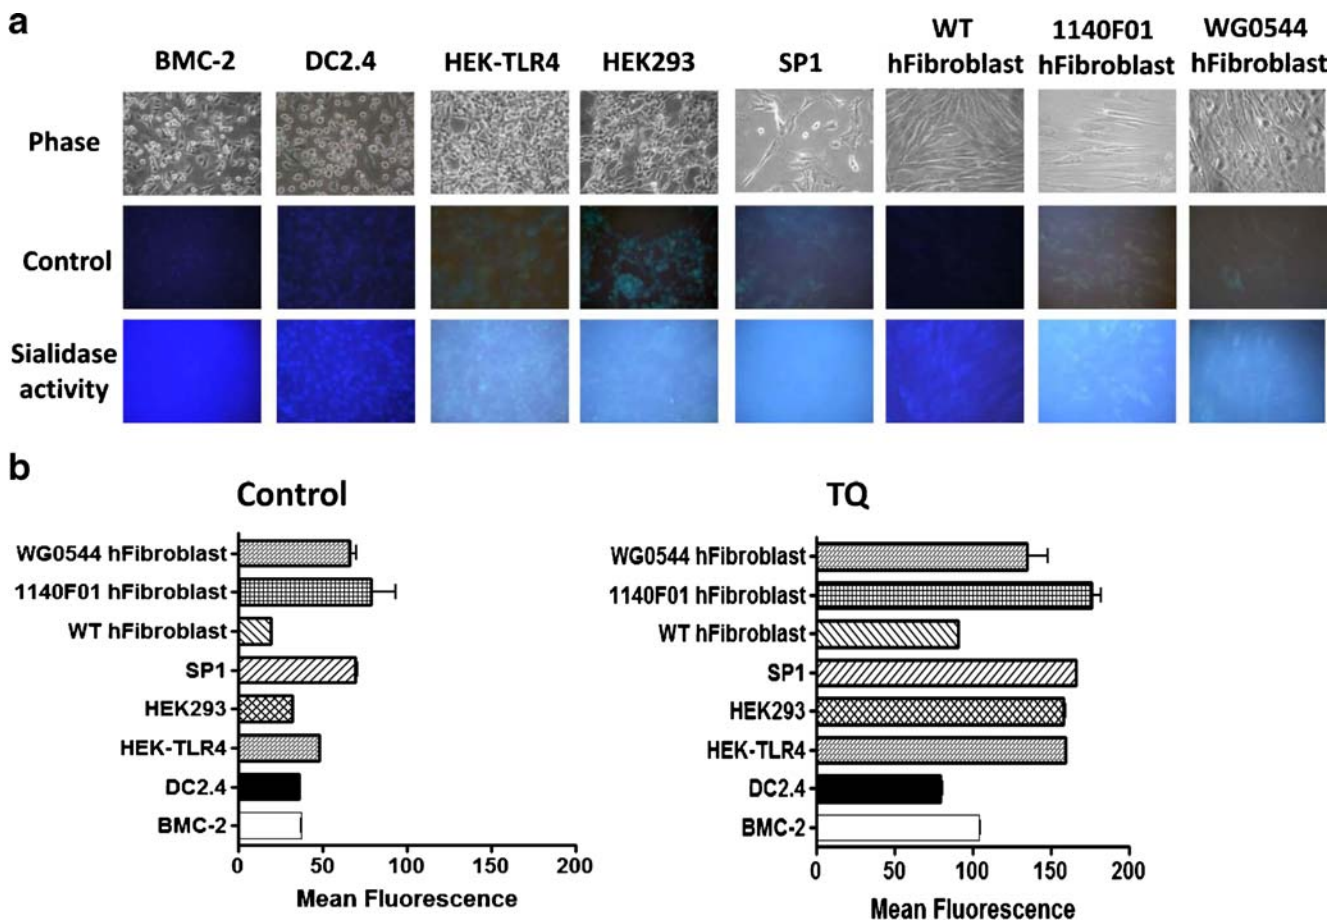 a
BMC-2 DC2.4 HEK-TLR4 HEK293 SP1 WT hFibroblast 1140F01 hFibroblast WG0544 hFibroblast
Phase
Control
Sialidase
activity
b
Control
WG0544 hFibroblast
1140F01 hFibroblast
WT hFibroblast
SP1
HEK293
HEK-TLR4
DC2.4
BMC-2
0 50 100 150 200
Mean Fluorescence
TQ
WG0544 hFibroblast
1140F01 hFibroblast
WT hFibroblast
SP1
HEK293
HEK-TLR4
DC2.4
BMC-2
0 50 100 150 200
Mean Fluorescence